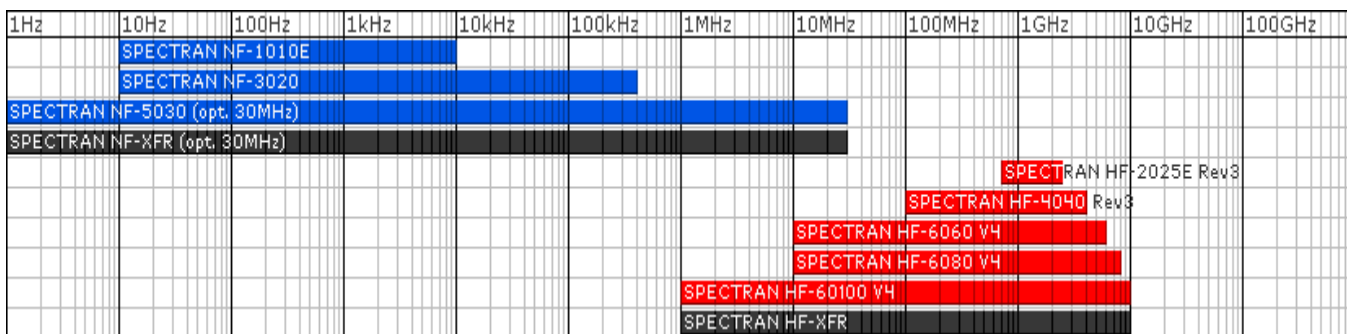 1Hz 10Hz 100Hz 1kHz 10kHz 100kHz 1MHz 10MHz 100MHz 1GHz 10GHz 100GHz
SPECTRAN NF-1010E
SPECTRAN NF-3020
SPECTRAN NF-5030 (opt. 30MHz)
SPECTRAN NF-XFR (opt. 30MHz)
SPECTRAN HF-2025E Rev3
SPECTRAN HF-4040 Rev3
SPECTRAN HF-6060 V4
SPECTRAN HF-6080 V4
SPECTRAN HF-60100 V4
SPECTRAN HF-XFR